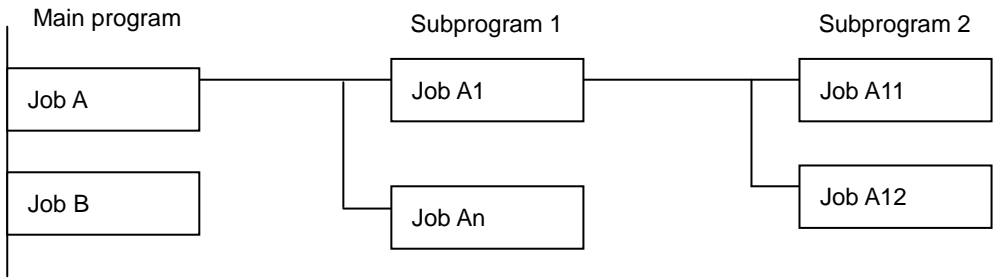 Main program
Subprogram 1
Subprogram 2
Job A
Job A1
Job A11
Job B
Job An
Job A12